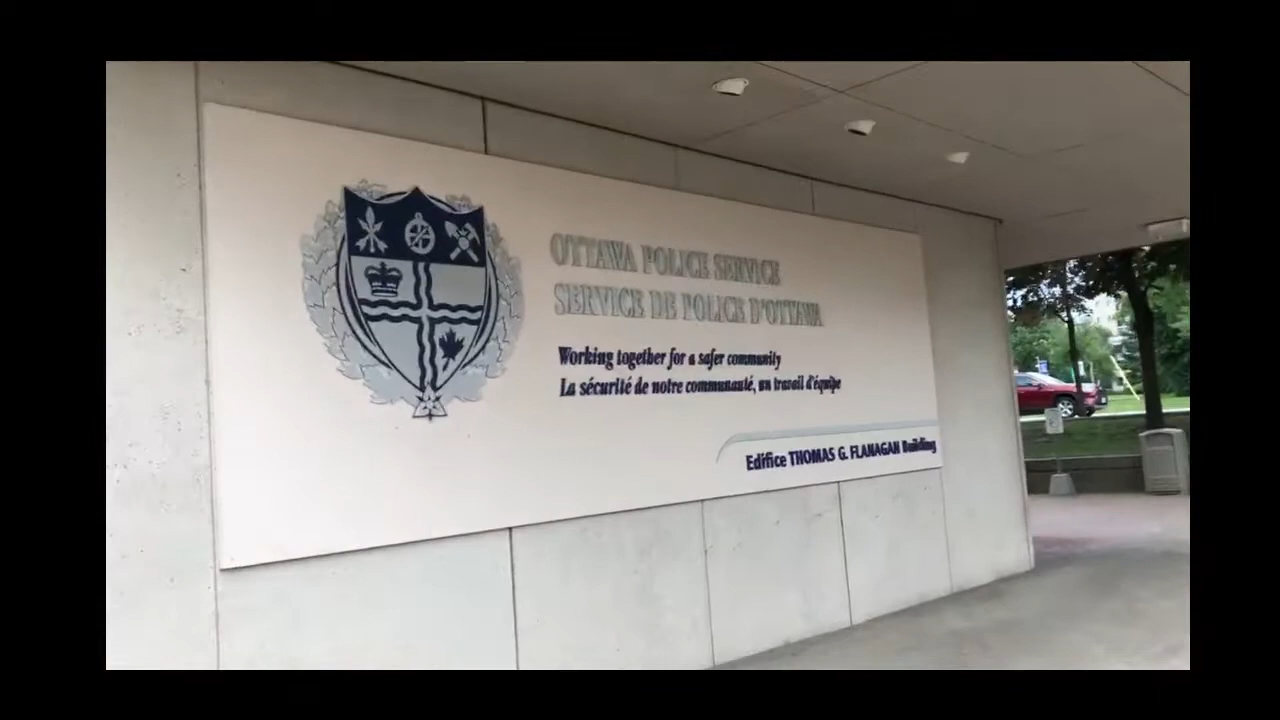 OTTAWA POLICE SERVICE
SERVICE DE POLICE D'OTTAWA
Working together for a safer community
La sécurité de notre communauté, un travail d'équipe
Edifice THOMAS G. FLANAGAN Building